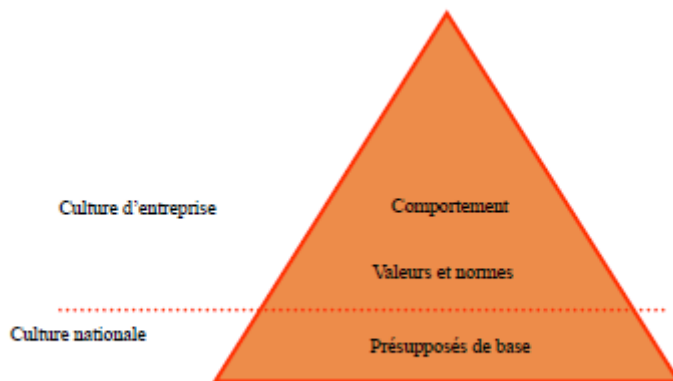 Culture d'entreprise
Comportement
Valeurs et normes
Culture nationale
Présupposés de base